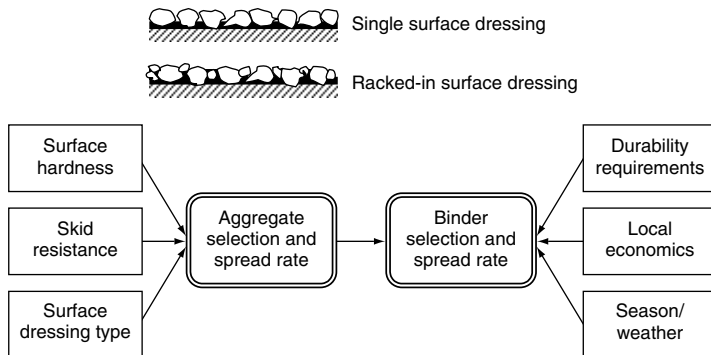 Single surface dressing
Racked-in surface dressing
Surface
hardness
Skid
resistance
Surface
dressing type
Aggregate
selection and
spread rate
Binder
selection and
spread rate
Durability
requirements
Local
economics
Season/
weather